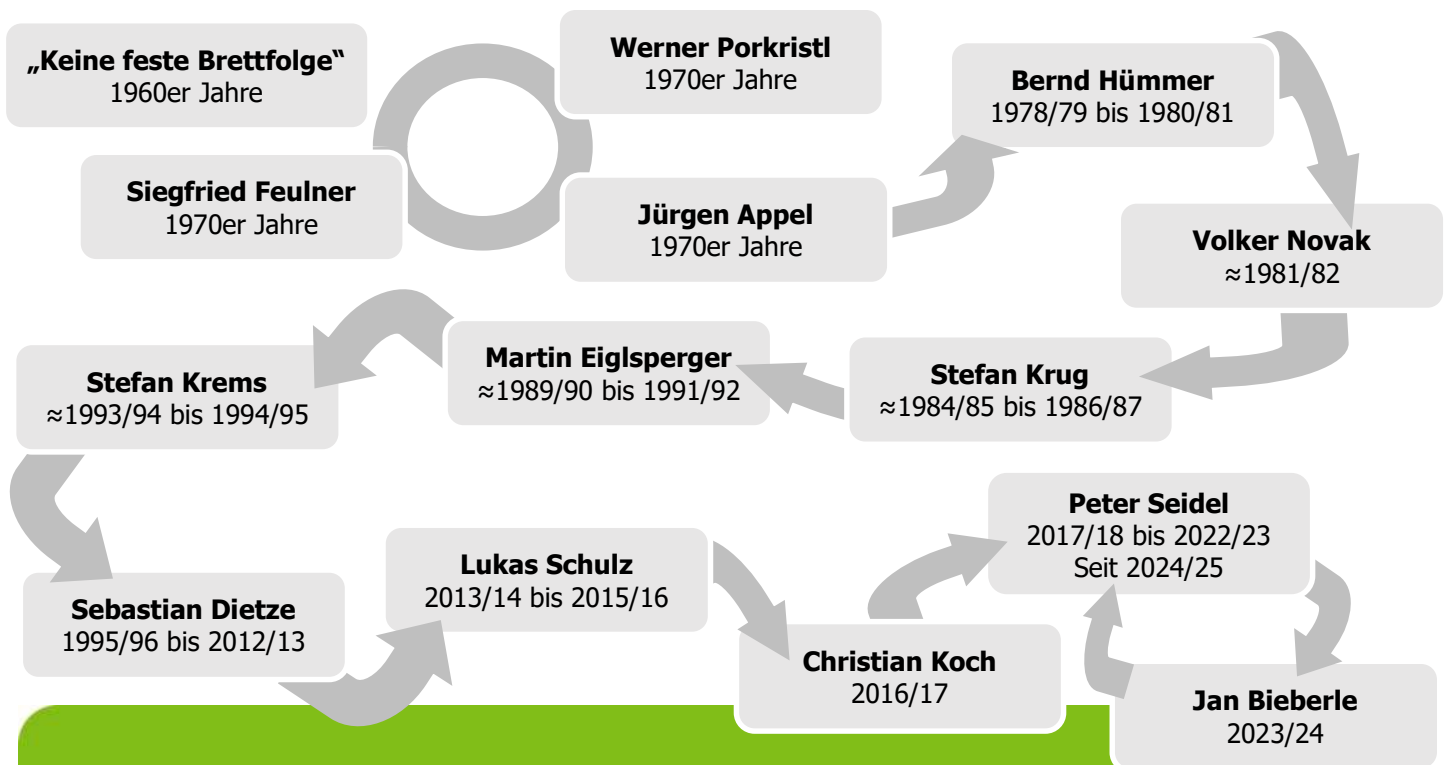 „Keine feste Brettfolge“
1960er Jahre
Werner Porkristl
1970er Jahre
Siegfried Feulner
1970er Jahre
Jürgen Appel
1970er Jahre
Bernd Hümmer
1978/79 bis 1980/81
Volker Novak
≈1981/82
Stefan Krug
≈1984/85 bis 1986/87
Martin Eiglsperger
≈1989/90 bis 1991/92
Stefan Krems
≈1993/94 bis 1994/95
Sebastian Dietze
1995/96 bis 2012/13
Lukas Schulz
2013/14 bis 2015/16
Christian Koch
2016/17
Peter Seidel
2017/18 bis 2022/23
Seit 2024/25
Jan Bieberle
2023/24